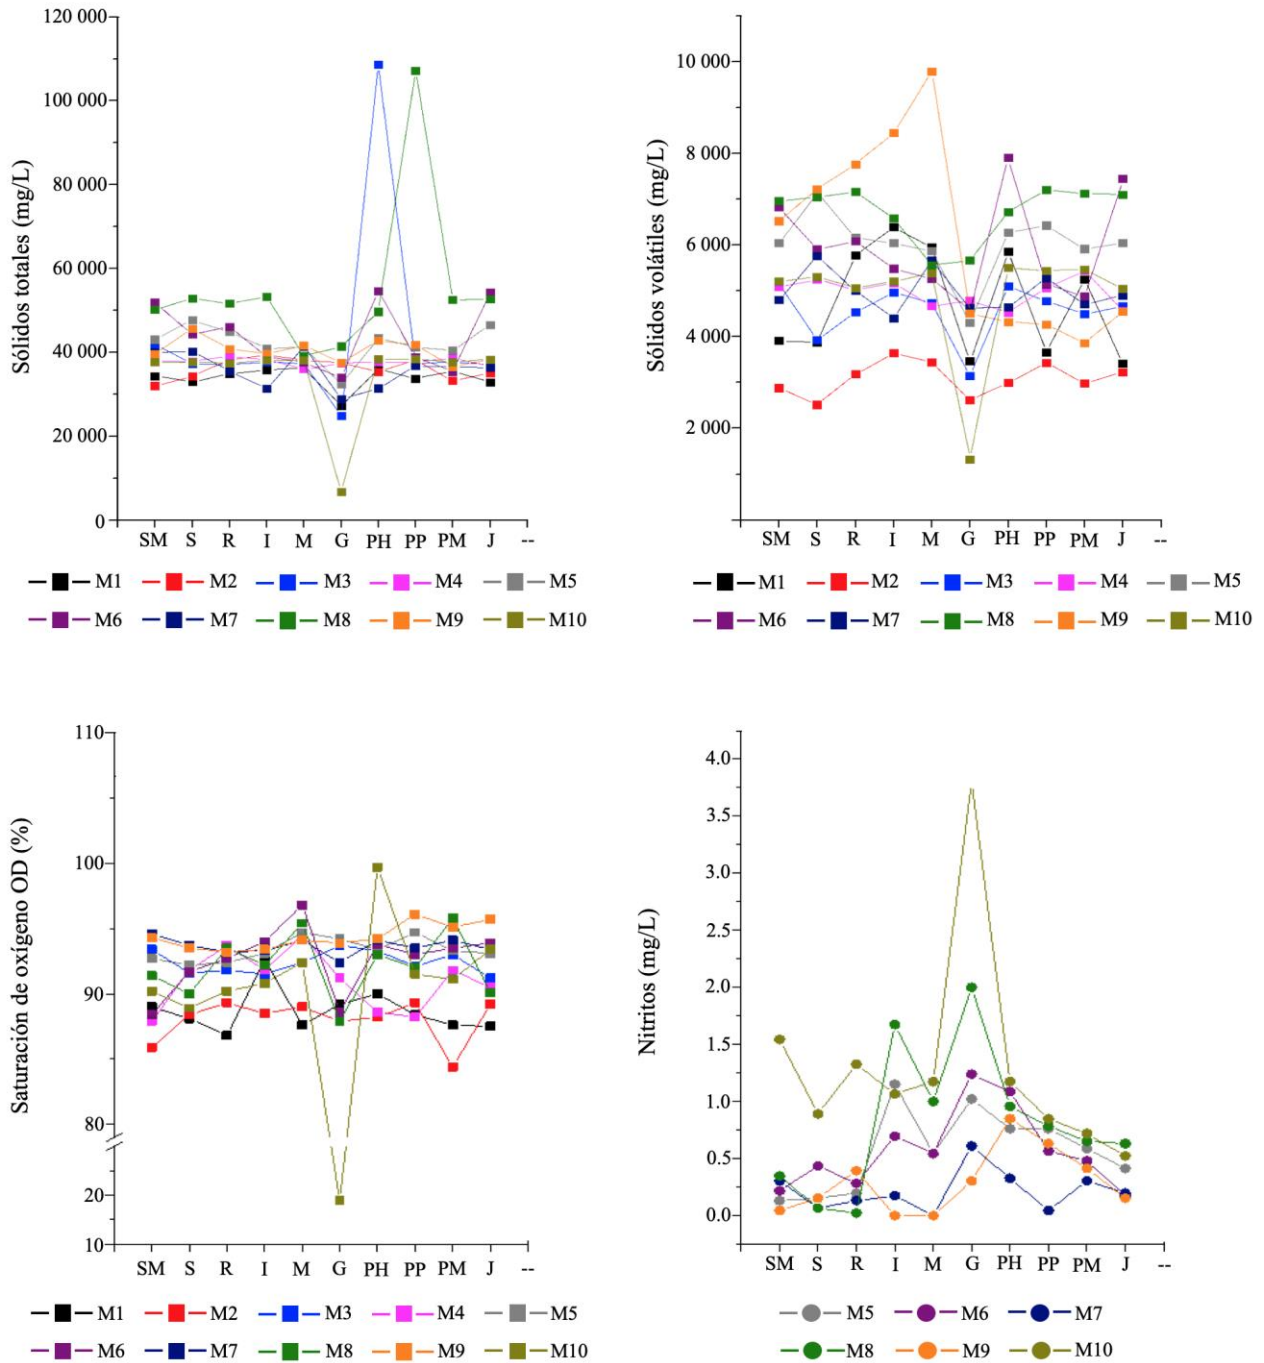 Sólidos totales (mg/L)
120 000
100 000
80 000
60 000
40 000
20 000
0
SM S R I M G PH PP PM J --
M1 M2 M3 M4 M5
M6 M7 M8 M9 M10
Sólidos volátiles (mg/L)
10 000
8 000
6 000
4 000
2 000
SM S R I M G PH PP PM J --
M1 M2 M3 M4 M5
M6 M7 M8 M9 M10
Saturación de oxígeno OD (%)
110
100
90
80
20
10
SM S R I M G PH PP PM J --
M1 M2 M3 M4 M5
M6 M7 M8 M9 M10
Nitritos (mg/L)
4.0
3.5
3.0
2.5
2.0
1.5
1.0
0.5
0.0
SM S R I M G PH PP PM J --
M5 M6 M7
M8 M9 M10